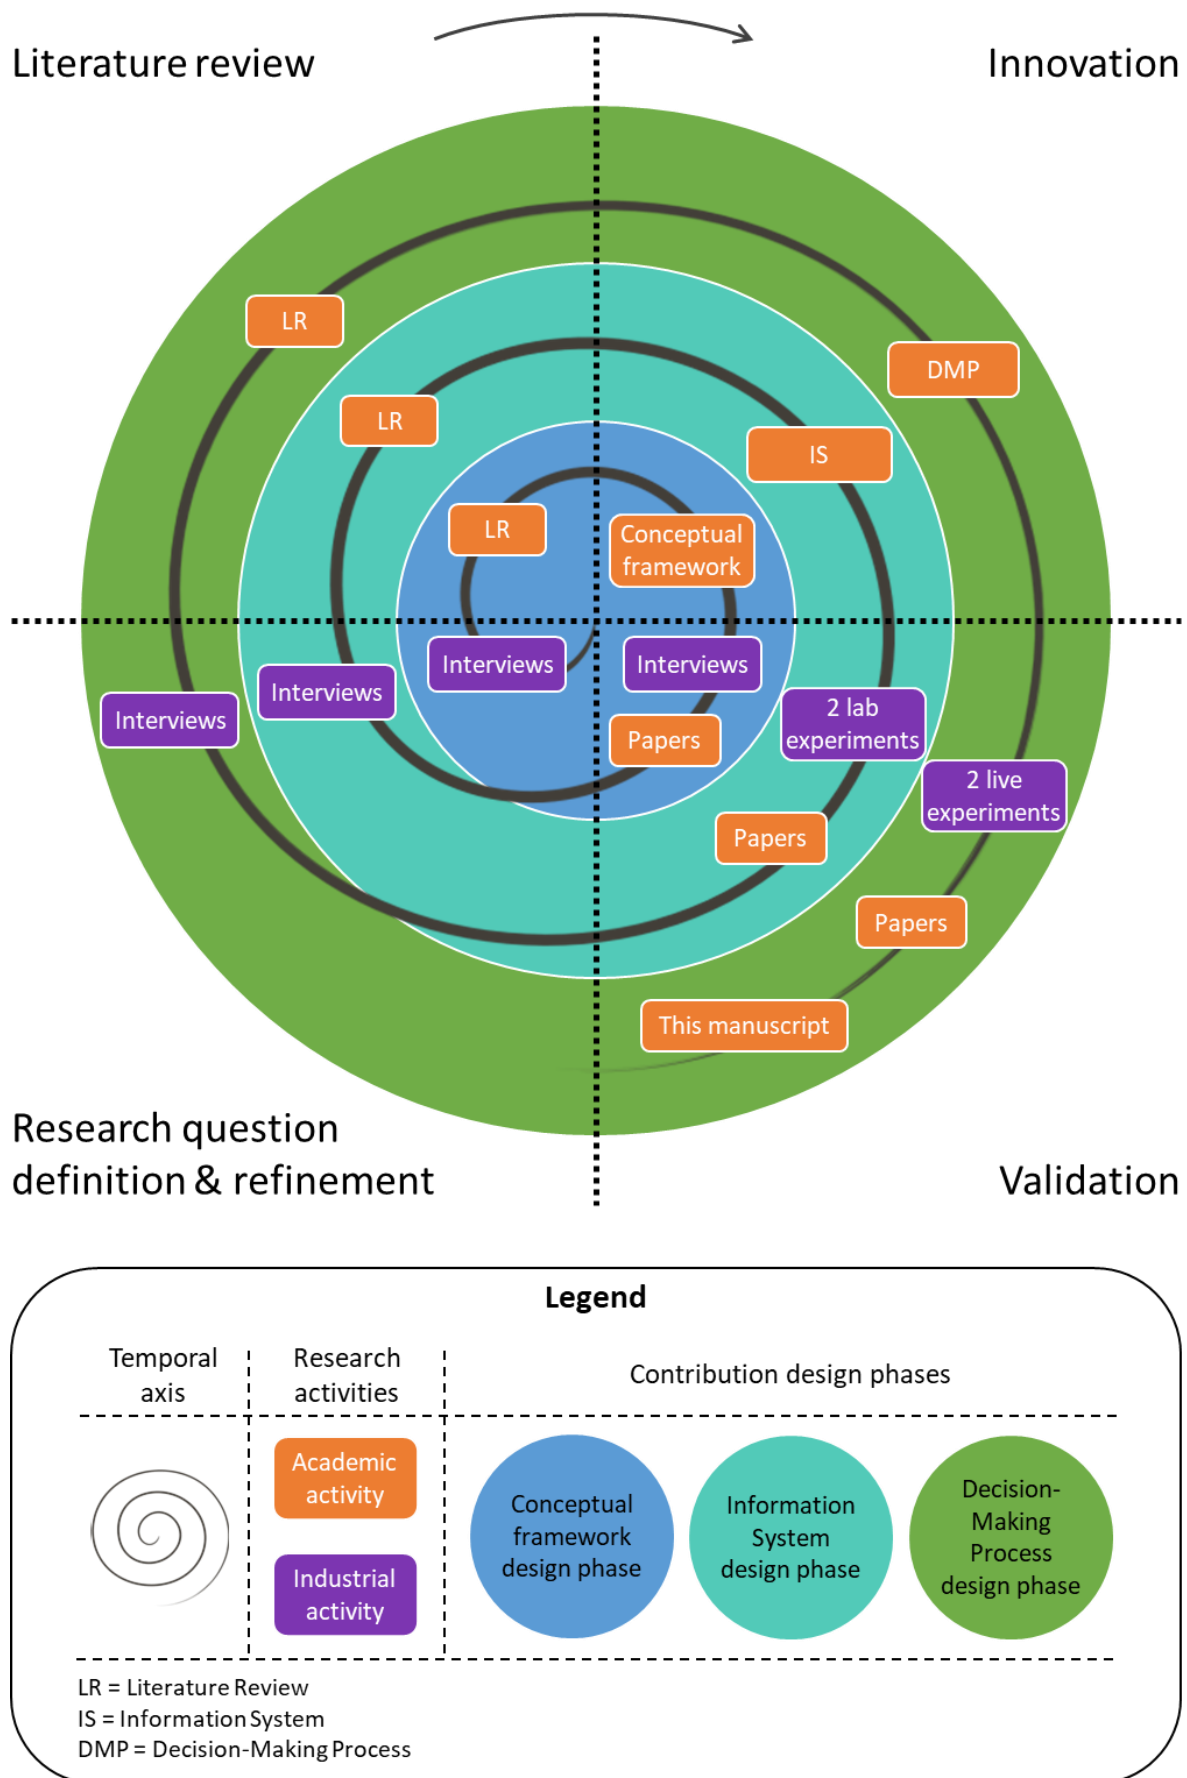 Literature review
Innovation
LR
DMP
LR
IS
LR
Conceptual
framework
Interviews
Interviews
Interviews
Interviews
2 lab
experiments
Papers
2 live
experiments
Papers
Papers
This manuscript
Research question
definition & refinement
Validation
Legend
Temporal
axis
Research
activities
Contribution design phases
Academic
activity
Industrial
activity
Conceptual
framework
design phase
Information
System
design phase
Decision-
Making
Process
design phase
LR = Literature Review
IS = Information System
DMP = Decision-Making Process